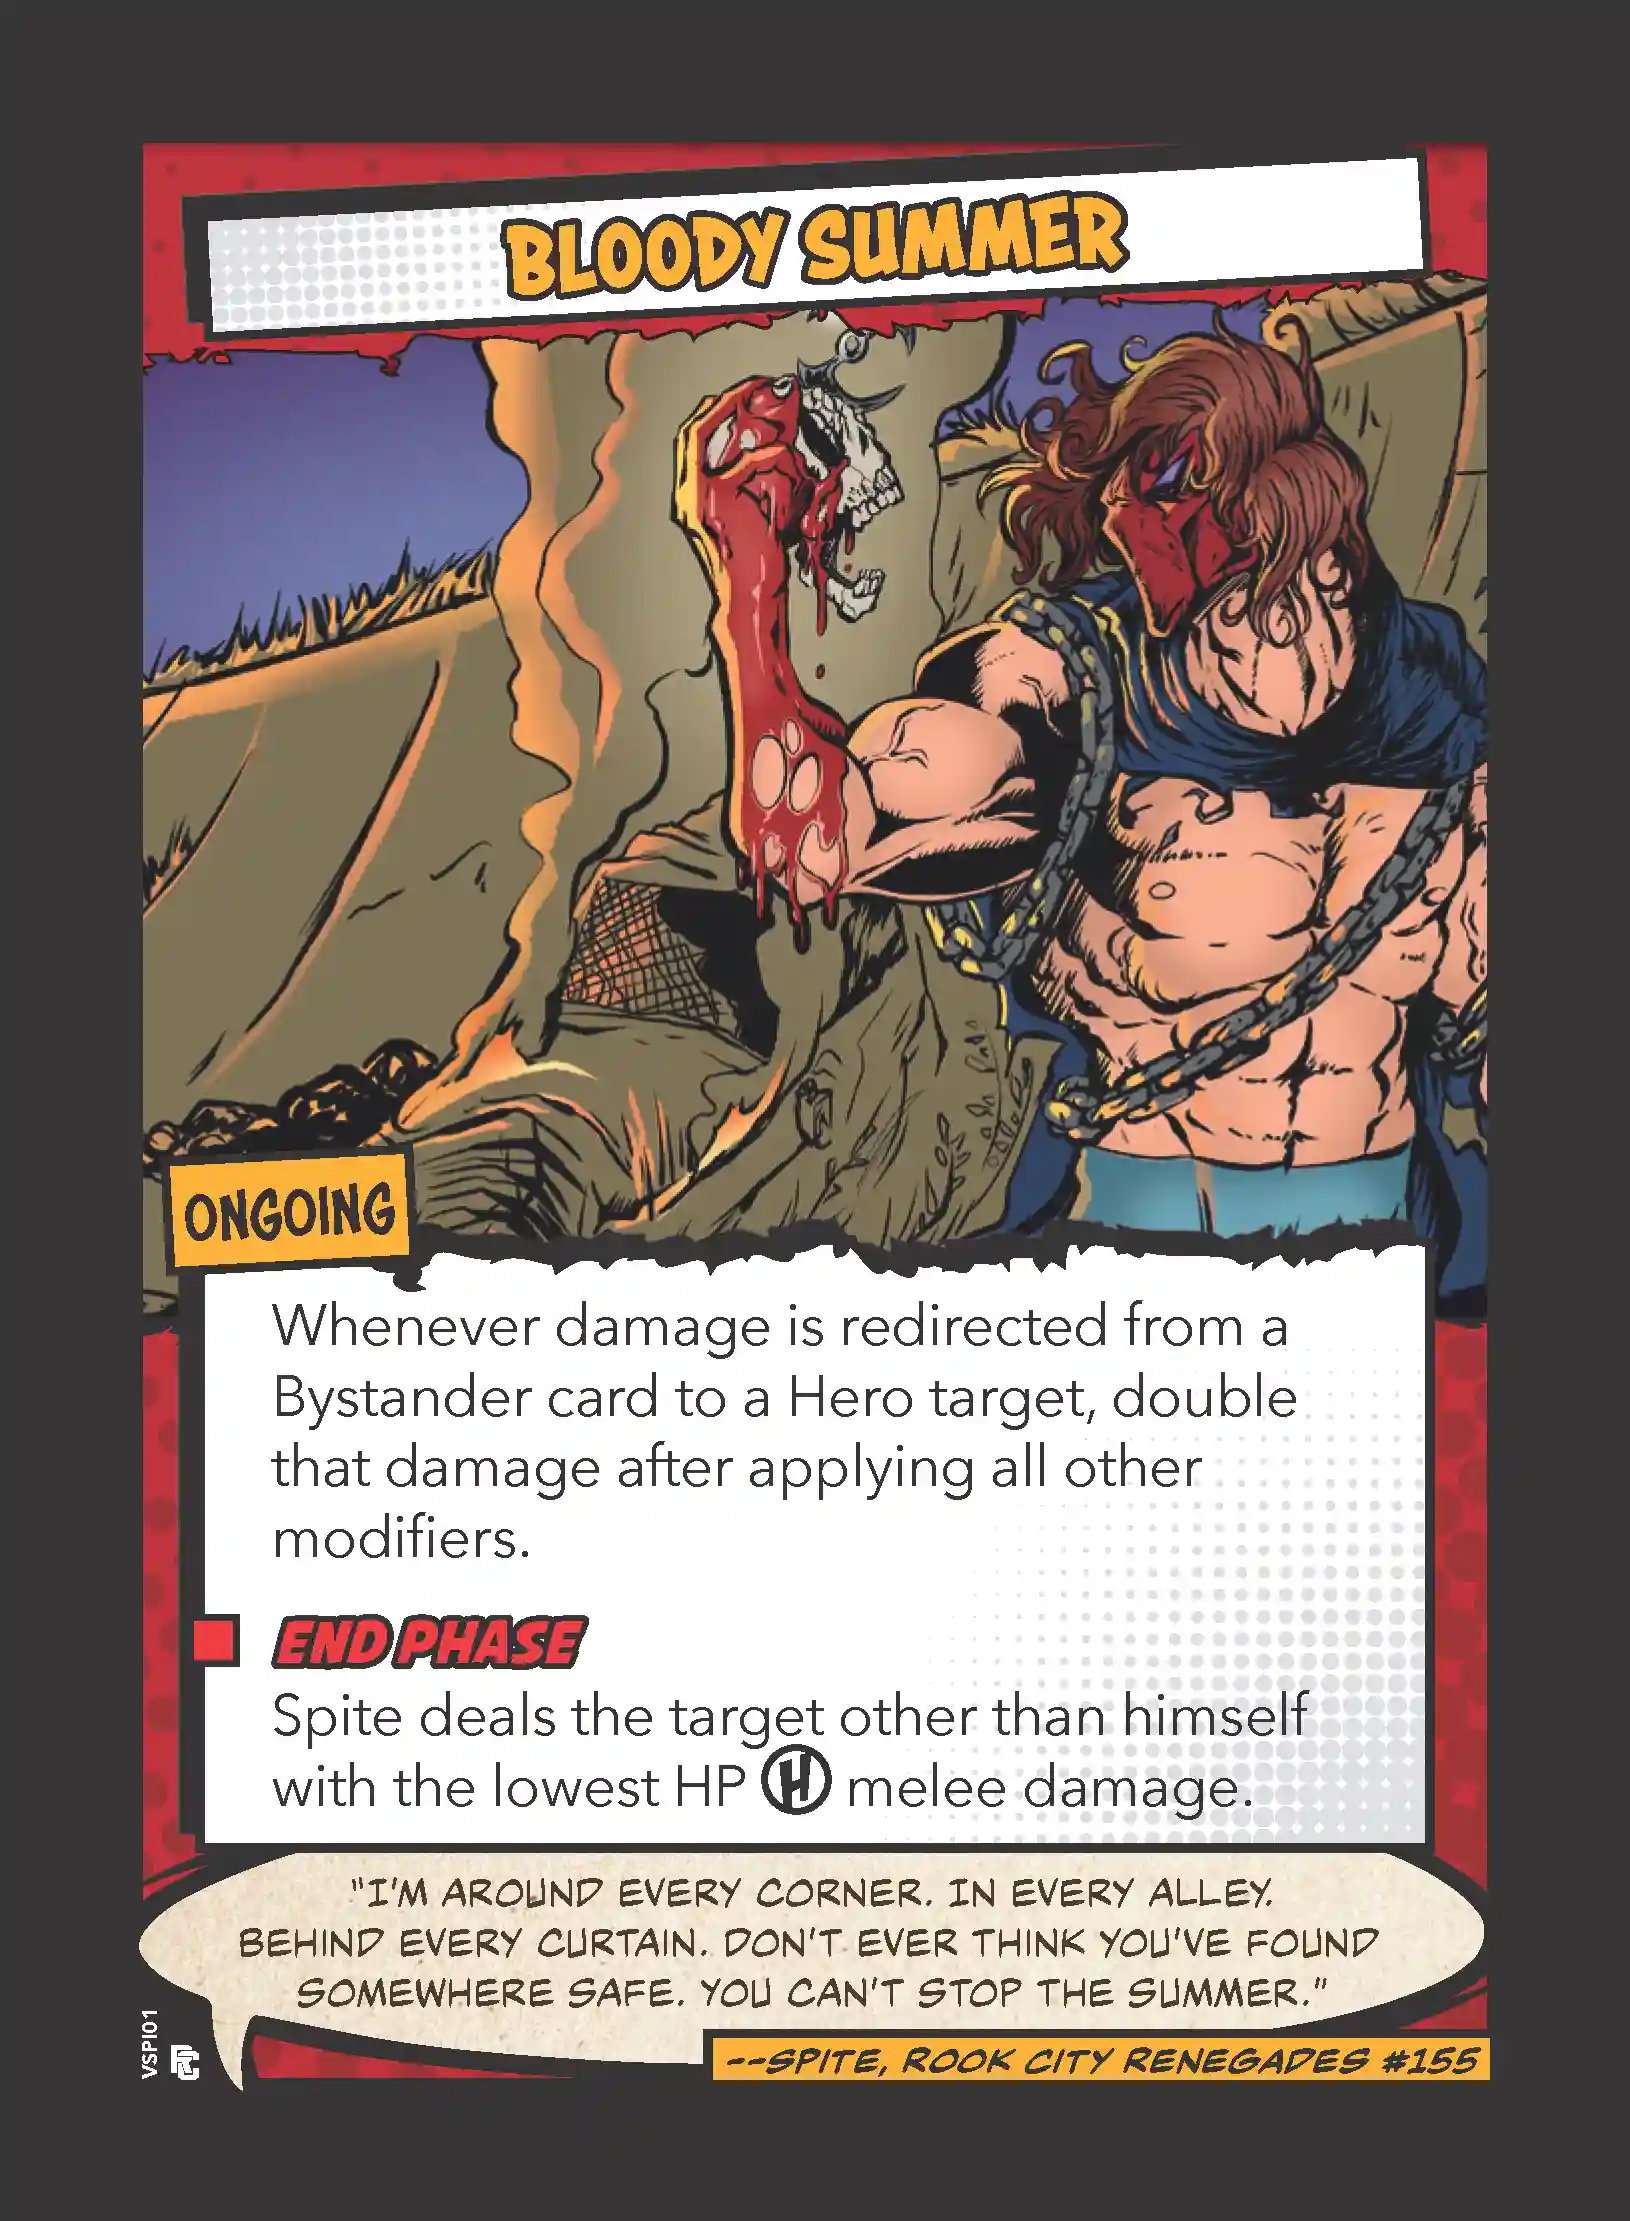 BLOODY SUMMER
ONGOING
Whenever damage is redirected from a
Bystander card to a Hero target, double
that damage after applying all other
modifiers.
END PHASE
Spite deals the target other than himself
with the lowest HP H melee damage.
"I'M AROUND EVERY CORNER. IN EVERY ALLEY.
BEHIND EVERY CURTAIN. DON'T EVER THINK YOU'VE FOUND
SOMEWHERE SAFE. YOU CAN'T STOP THE SUMMER."
--SPITE, ROOK CITY RENEGADES #155
VSPI01